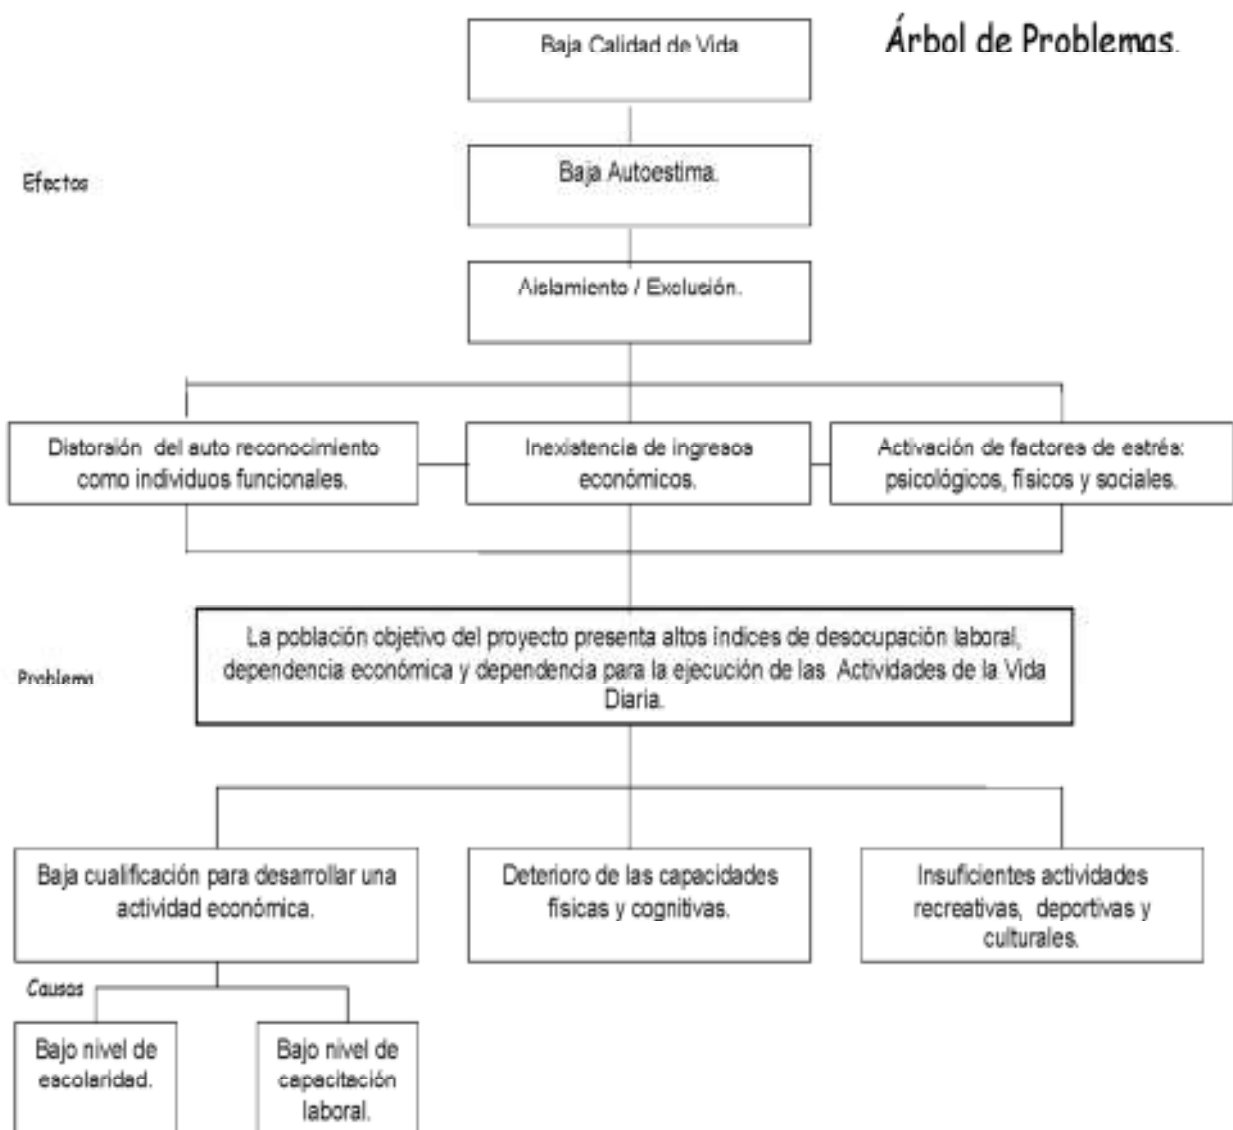 Árbol de Problemas.
Baja Calidad de Vida
Efectos
Baja Autoestima.
Aislamiento / Exclusión.
Distorsión del auto reconocimiento
como individuos funcionales.
Inexistencia de ingresos
económicos.
Activación de factores de estrés:
psicológicos, físicos y sociales.
Problema
La población objetivo del proyecto presenta altos índices de desocupación laboral,
dependencia económica y dependencia para la ejecución de las Actividades de la Vida
Diaria.
Baja cualificación para desarrollar una
actividad económica.
Deterioro de las capacidades
físicas y cognitivas.
Insuficientes actividades
recreativas, deportivas y
culturales.
Causas
Bajo nivel de
escolaridad.
Bajo nivel de
capacitación
laboral.